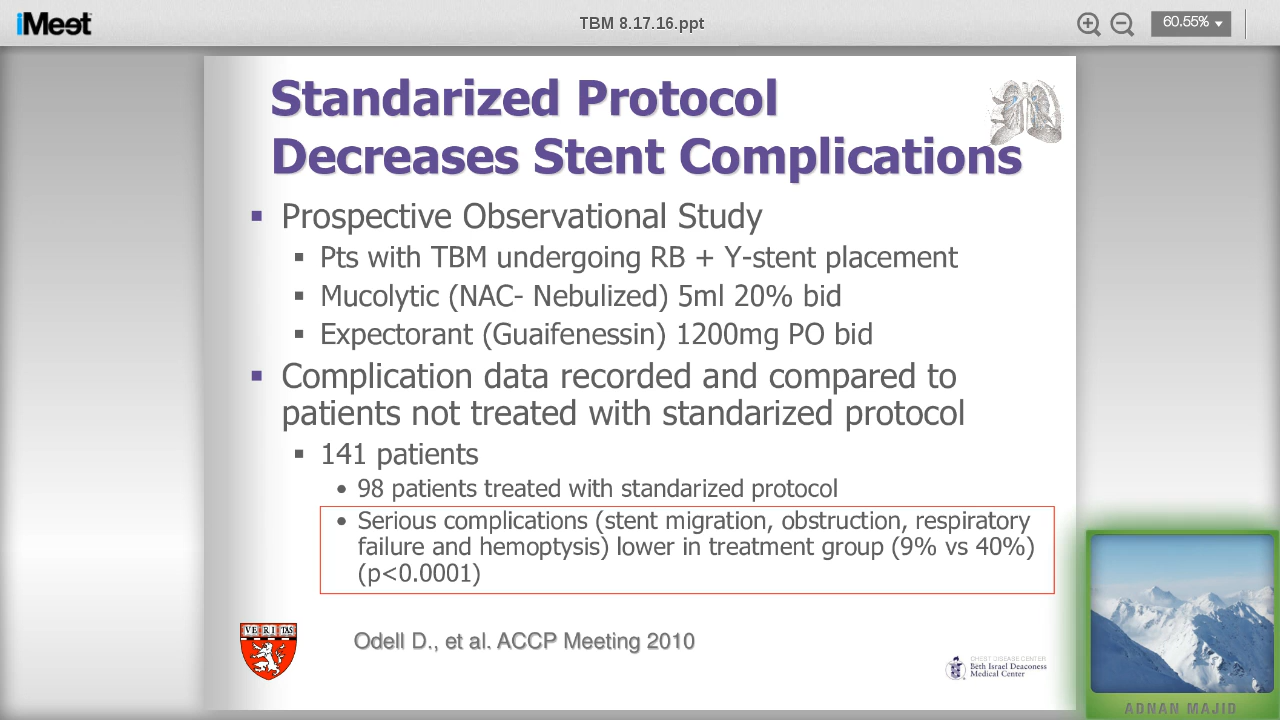 iMeet
TBM 8.17.16.ppt
60.55%
Standarized Protocol
Decreases Stent Complications
Prospective Observational Study
Pts with TBM undergoing RB + Y-stent placement
Mucolytic (NAC- Nebulized) 5ml 20% bid
Expectorant (Guaifenessin) 1200mg PO bid
Complication data recorded and compared to
patients not treated with standarized protocol
141 patients
98 patients treated with standarized protocol
Serious complications (stent migration, obstruction, respiratory
failure and hemoptysis) lower in treatment group (9% vs 40%)
(p<0.0001)
VE RI TAS
Odell D., et al. ACCP Meeting 2010
CHEST DISEASE CENTER
Beth Israel Deaconess
Medical Center
ADNAN MAJID